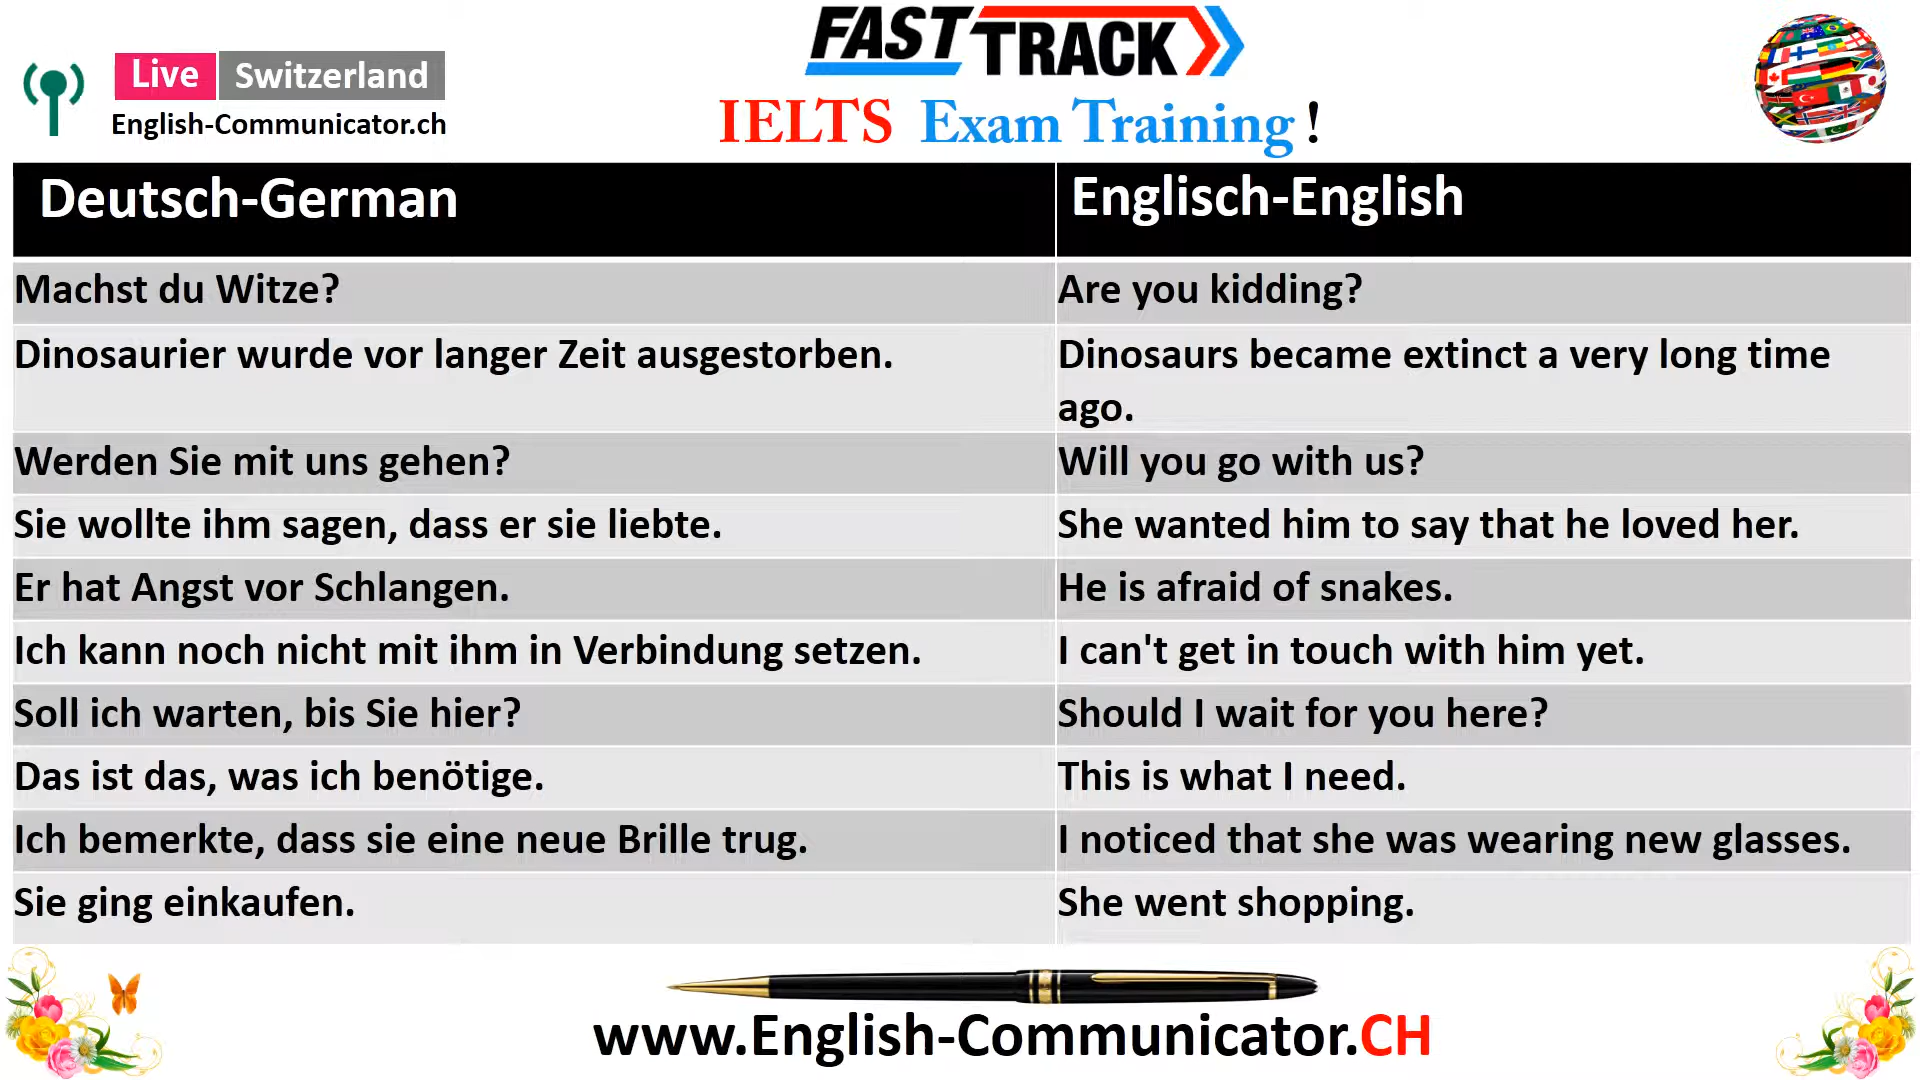 FAST TRACK
Live Switzerland
English-Communicator.ch
IELTS Exam Training !
Deutsch-German Englisch-English
Machst du Witze? Are you kidding?
Dinosaurier wurde vor langer Zeit ausgestorben. Dinosaurs became extinct a very long time
ago.
Werden Sie mit uns gehen? Will you go with us?
Sie wollte ihm sagen, dass er sie liebte. She wanted him to say that he loved her.
Er hat Angst vor Schlangen. He is afraid of snakes.
Ich kann noch nicht mit ihm in Verbindung setzen. I can't get in touch with him yet.
Soll ich warten, bis Sie hier? Should I wait for you here?
Das ist das, was ich benötige. This is what I need.
Ich bemerkte, dass sie eine neue Brille trug. I noticed that she was wearing new glasses.
Sie ging einkaufen. She went shopping.
www.English-Communicator.CH